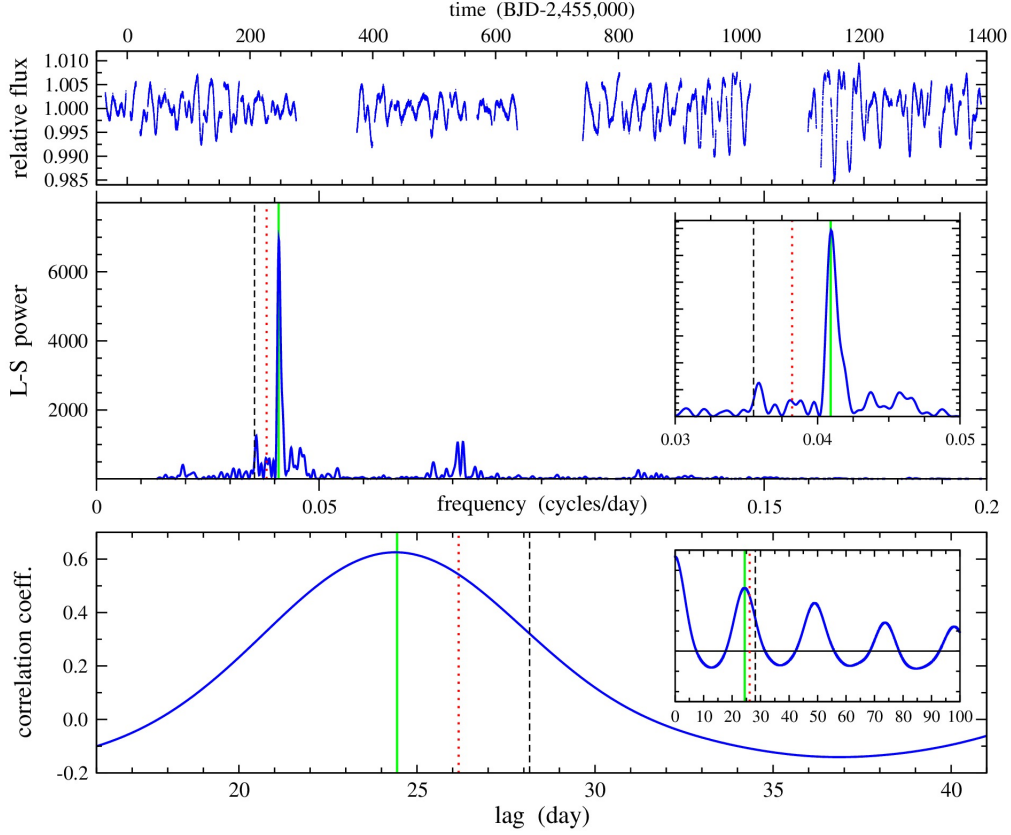 time (BJD-2,455,000)
0 200 400 600 800 1000 1200 1400
relative flux
1.010
1.005
1.000
0.995
0.990
0.985
L-S power
6000
4000
2000
0.03 0.04 0.05
0 0.05 frequency (cycles/day) 0.15 0.2
correlation coeff.
0.6
0.4
0.2
0.0
-0.2
0 10 20 30 40 50 60 70 80 90 100
20 25 30 35 40
lag (day)